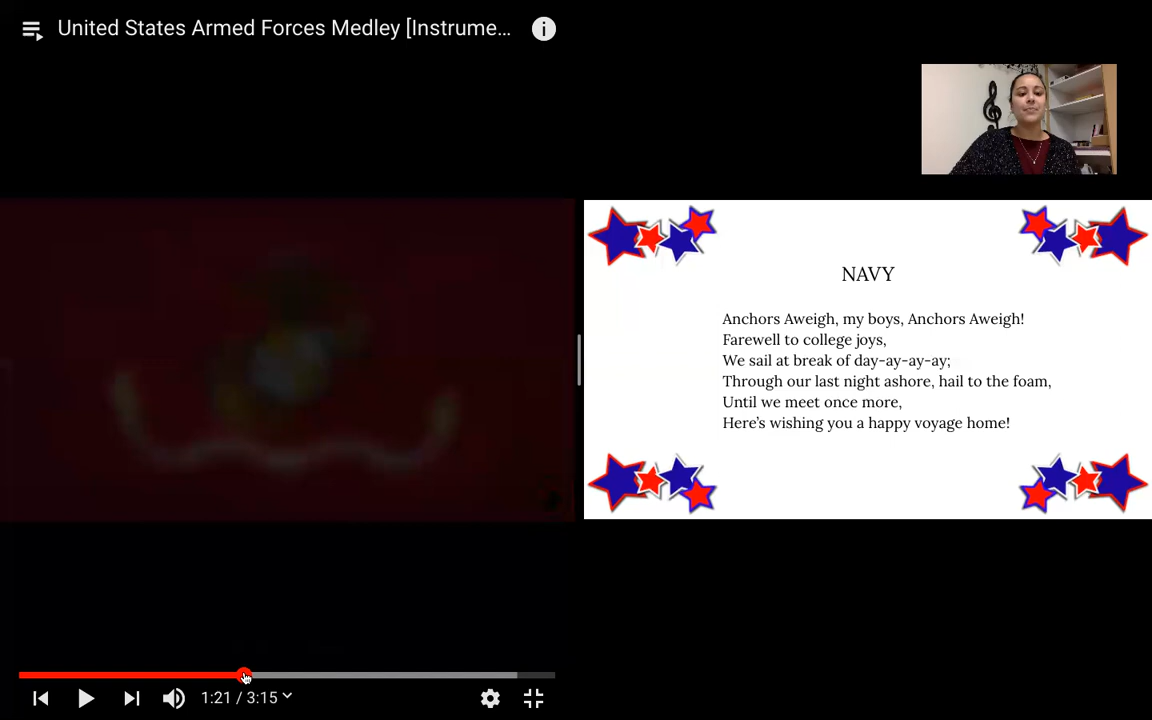 United States Armed Forces Medley [Instrume...
NAVY
Anchors Aweigh, my boys, Anchors Aweigh!
Farewell to college joys,
We sail at break of day-ay-ay-ay;
Through our last night ashore, hail to the foam,
Until we meet once more,
Here's wishing you a happy voyage home!
1:21 / 3:15